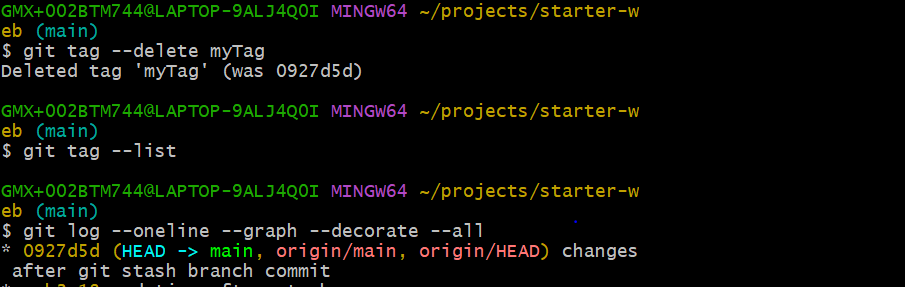 GMX+002BTM744@LAPTOP-9ALJ4Q0I MINGW64 ~/projects/starter-w
eb (main)
$ git tag --delete myTag
Deleted tag 'myTag' (was 0927d5d)
GMX+002BTM744@LAPTOP-9ALJ4Q0I MINGW64 ~/projects/starter-w
eb (main)
$ git tag --list
GMX+002BTM744@LAPTOP-9ALJ4Q0I MINGW64 ~/projects/starter-w
eb (main)
$ git log --oneline --graph --decorate --all
* 0927d5d (HEAD -> main, origin/main, origin/HEAD) changes
after git stash branch commit